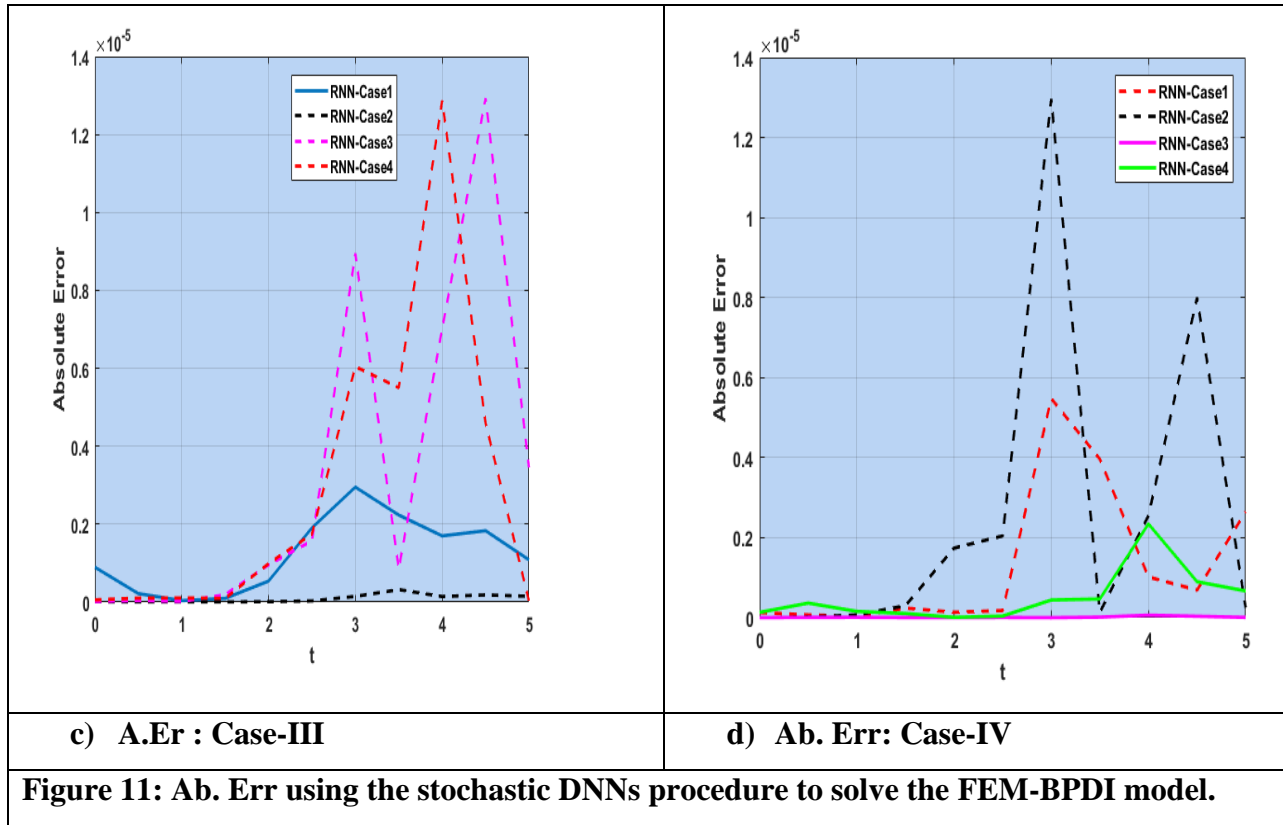 ×10-5
1.4
1.2
1
0.8
0.6
0.4
0.2
0
Absolute Error
RNN-Case1
RNN-Case2
RNN-Case3
RNN-Case4
0 1 2 3 4 5
t
c) A.Er : Case-III
×10-5
1.4
1.2
1
0.8
0.6
0.4
0.2
0
Absolute Error
RNN-Case1
RNN-Case2
RNN-Case3
RNN-Case4
0 1 2 3 4 5
t
d) Ab. Err: Case-IV
Figure 11: Ab. Err using the stochastic DNNs procedure to solve the FEM-BPDI model.